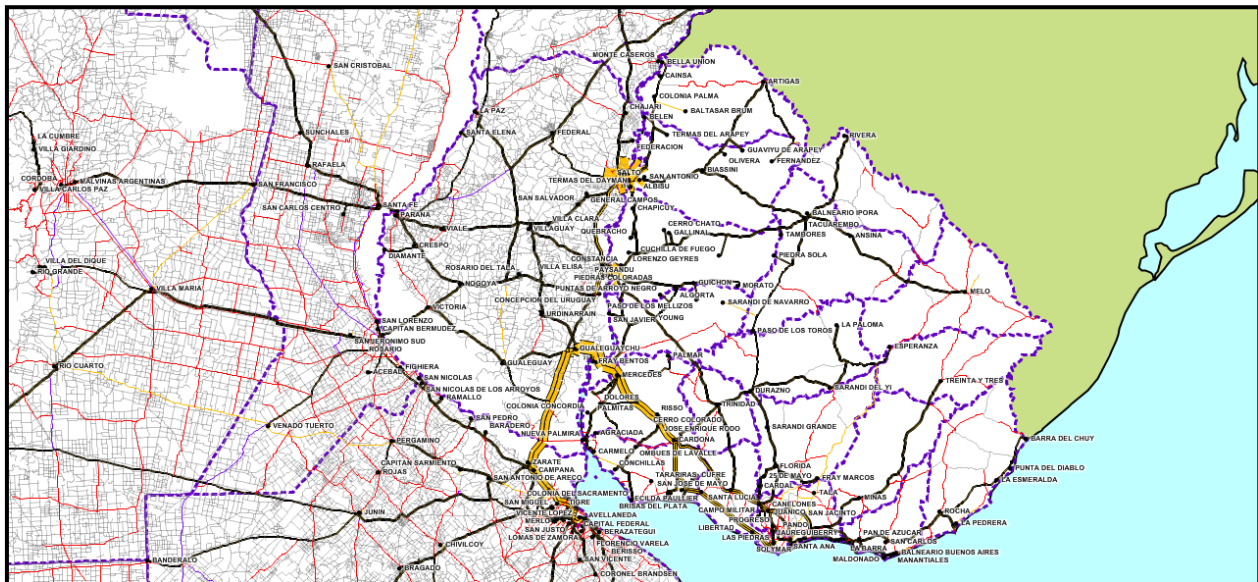 MONTE CASEROS
BELLA UNION
SAN CRISTOBAL
CAINSA
ARTIGAS
COLONIA PALMA
CHAJARI
BALTASAR BRUM
LA PAZ
BELEN
LA CUMBRE
SUNCHALES
SANTA ELENA
FEDERAL
TERMAS DEL ARAPEY
RIVERA
VILLA GIARDINO
FEDERACION
GUAVIYU DE ARAPEY
RAFAELA
OLIVERA
FERNANDEZ
SALTO
BIASSINI
CORDOBA
MALVINAS ARGENTINAS
SAN FRANCISCO
TERMAS DEL DAYMAN
SAN ANTONIO
VILLA CARLOS PAZ
ALBISU
SAN SALVADOR
GENERAL CAMPOS
SAN CARLOS CENTRO
SANTA FE
CHAPICUY
PARANA
BALNEARIO IPORA
VILLA CLARA
CERRO CHATO
TACUAREMBO
VIALE
VILLAGUAY
QUEBRACHO
GALLINAL
TAMBORES
ANSINA
CRESPO
CUCHILLA DE FUEGO
DIAMANTE
CONSTANCIA
LORENZO GEYRES
PIEDRA SOLA
VILLA DEL DIQUE
ROSARIO DEL TALA
VILLA ELISA
PAYSANDU
RIO GRANDE
PIEDRAS COLORADAS
VILLA MARIA
NOGOYA
PUNTAS DE ARROYO NEGRO
GUICHON
MORATO
MELO
CONCEPCION DEL URUGUAY
ALGORTA
VICTORIA
PASO DE LOS MELLIZOS
SARANDI DE NAVARRO
URDINARRAIN
SAN JAVIER
YOUNG
SAN LORENZO
LA PALOMA
CAPITAN BERMUDEZ
PASO DE LOS TOROS
SAN JERONIMO SUD
GUALEGUAYCHU
ESPERANZA
ROSARIO
PALMAR
GUALEGUAY
FRAY BENTOS
RIO CUARTO
FIGHIERA
ACEBAL
MERCEDES
SAN NICOLAS
TREINTA Y TRES
SAN NICOLAS DE LOS ARROYOS
DURAZNO
SARANDI DEL YI
RAMALLO
DOLORES
TRINIDAD
COLONIA CONCORDIA
PALMITAS
RISSO
SAN PEDRO
CERRO COLORADO
VENADO TUERTO
BARADERO
JOSE ENRIQUE RODO
SARANDI GRANDE
NUEVA PALMIRA
AGRACIADA
PERGAMINO
CARDONA
BARRA DEL CHUY
CARMELO
OMBUES DE LAVALLE
CAPITAN SARMIENTO
ZARATE
CONCHILLAS
FLORIDA
ROJAS
CAMPANA
TARARIRAS
CUFRE
25 DE MAYO
PUNTA DEL DIABLO
SAN ANTONIO DE ARECO
SAN JOSE DE MAYO
CARDAL
FRAY MARCOS
LA ESMERALDA
COLONIA DEL SACRAMENTO
ECILDA PAULLIER
SANTA LUCIA
TALA
MINAS
SAN MIGUEL
TIGRE
BRISAS DEL PLATA
CANELONES
JUNIN
VICENTE LOPEZ
AVELLANEDA
CAMPO MILITAR
JUANICO
SAN JACINTO
ROCHA
MERLO
CAPITAL FEDERAL
PROGRESO
PANDO
LA PEDRERA
SAN JUSTO
BERAZATEGUI
LIBERTAD
JAUREGUIBERRY
PAN DE AZUCAR
LOMAS DE ZAMORA
LAS PIEDRAS
SANTA ANA
SAN CARLOS
CHIVILCOY
FLORENCIO VARELA
SOLYMAR
LA BARRA
BERISSO
MALDONADO
BALNEARIO BUENOS AIRES
BANDERALO
SAN VICENTE
MANANTIALES
BRAGADO
CORONEL BRANDSEN